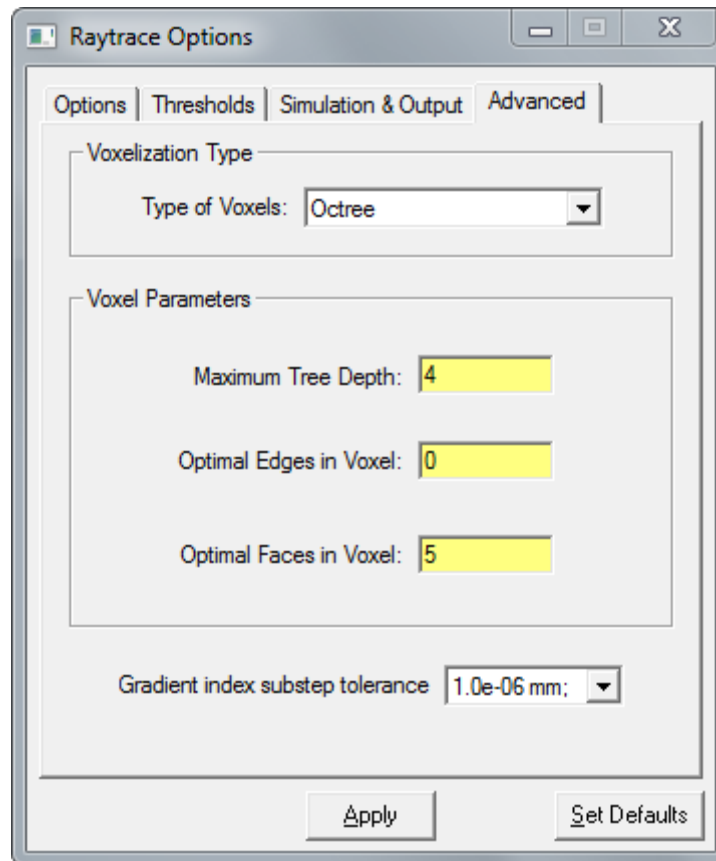 Raytrace Options
Options Thresholds Simulation & Output Advanced
Voxelization Type
Type of Voxels: Octree
Voxel Parameters
Maximum Tree Depth: 4
Optimal Edges in Voxel: 0
Optimal Faces in Voxel: 5
Gradient index substep tolerance 1.0e-06 mm;
Apply Set Defaults